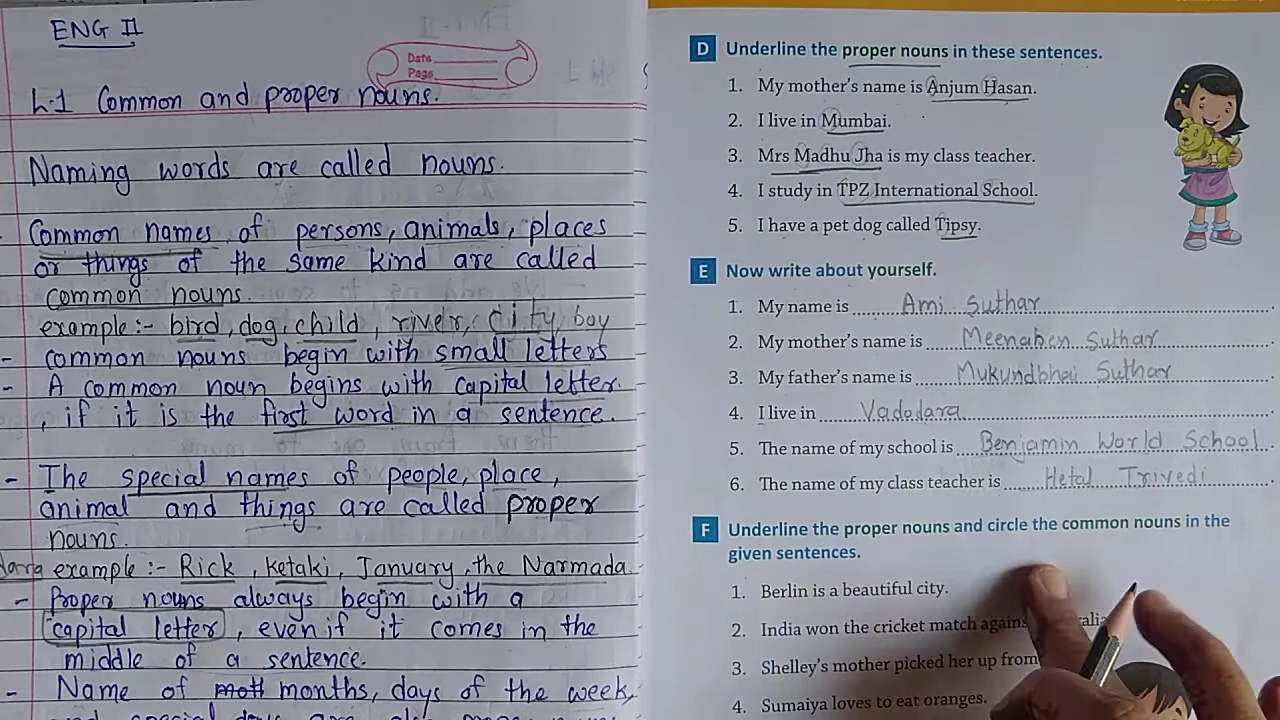 ENG II
Date
Page
L.1 Common and proper nouns.
Naming words are called nouns.
Common names of persons, animals, places
or things of the same kind are called
common nouns.
example:- bird, dog, child, river, city boy
- common nouns begin with small letters
- A common noun begins with capital letter
, if it is the first word in a sentence.
- The special names of people, place,
animal and things are called proper
nouns.
example:- Rick, ketaki, January, the Narmada.
- Proper nouns always begin with a
capital letter, even if it comes in the
middle of a sentence.
- Name of months, days of the week,
D Underline the proper nouns in these sentences.
1. My mother's name is Anjum Hasan.
2. I live in Mumbai.
3. Mrs Madhu Jha is my class teacher.
4. I study in TPZ International School.
5. I have a pet dog called Tipsy.
E Now write about yourself.
1. My name is Ami Suthar
2. My mother's name is Meenaben Suthar
3. My father's name is Mukundbhai Suthar
4. I live in Vadodara
5. The name of my school is Benjamin World School
6. The name of my class teacher is Hetal Trivedi
F Underline the proper nouns and circle the common nouns in the
given sentences.
1. Berlin is a beautiful city.
2. India won the cricket match
3. Shelley's mother picked her up from
4. Sumaiya loves to eat oranges.